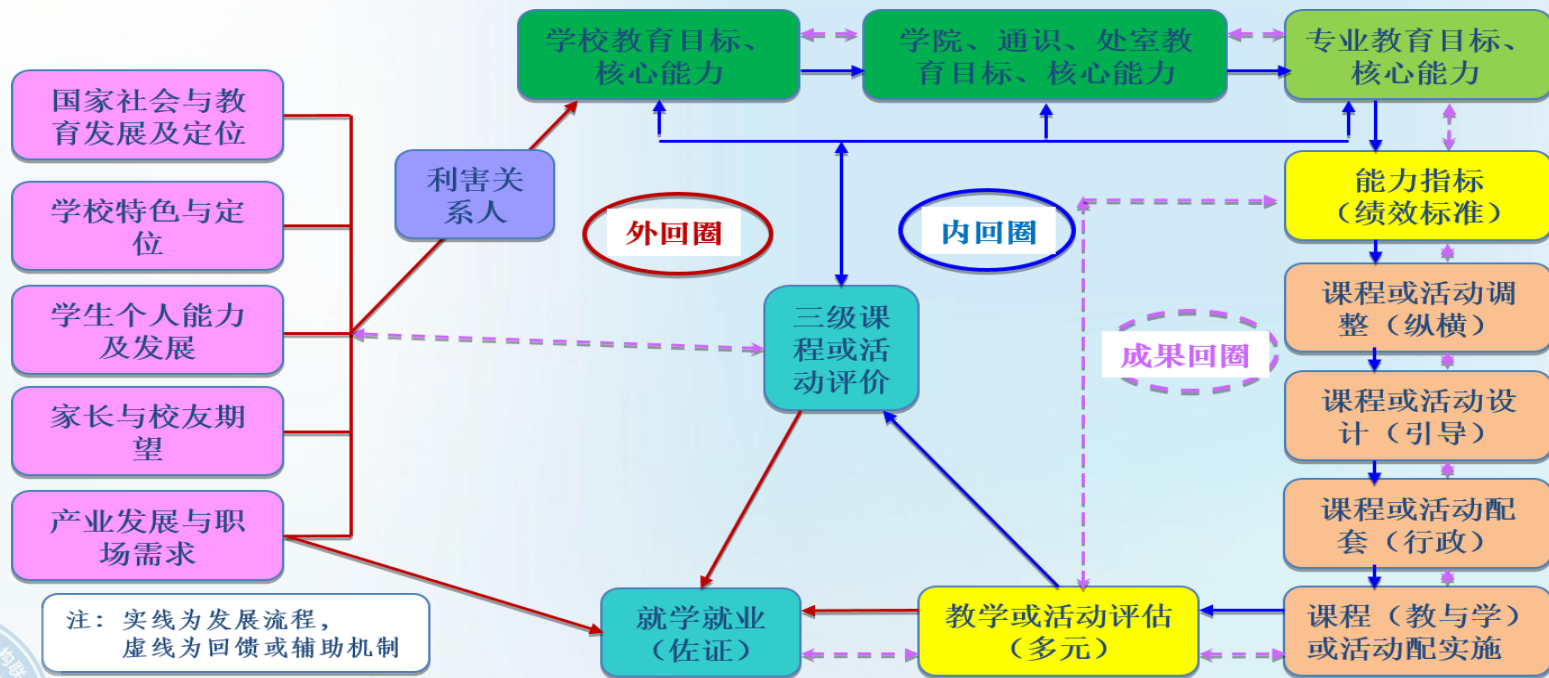 学校教育目标、
核心能力
学院、通识、处室教
育目标、核心能力
专业教育目标、
核心能力
国家社会与教
育发展及定位
学校特色与定
位
学生个人能力
及发展
家长与校友期
望
产业发展与职
场需求
利害关
系人
外回圈
内回圈
能力指标
（绩效标准）
三级课
程或活
动评价
成果回圈
课程或活动调
整（纵横）
课程或活动设
计（引导）
课程或活动配
套（行政）
课程（教与学）
或活动配实施
教学或活动评估
（多元）
就学就业
（佐证）
注：实线为发展流程，
虚线为回馈或辅助机制
构联